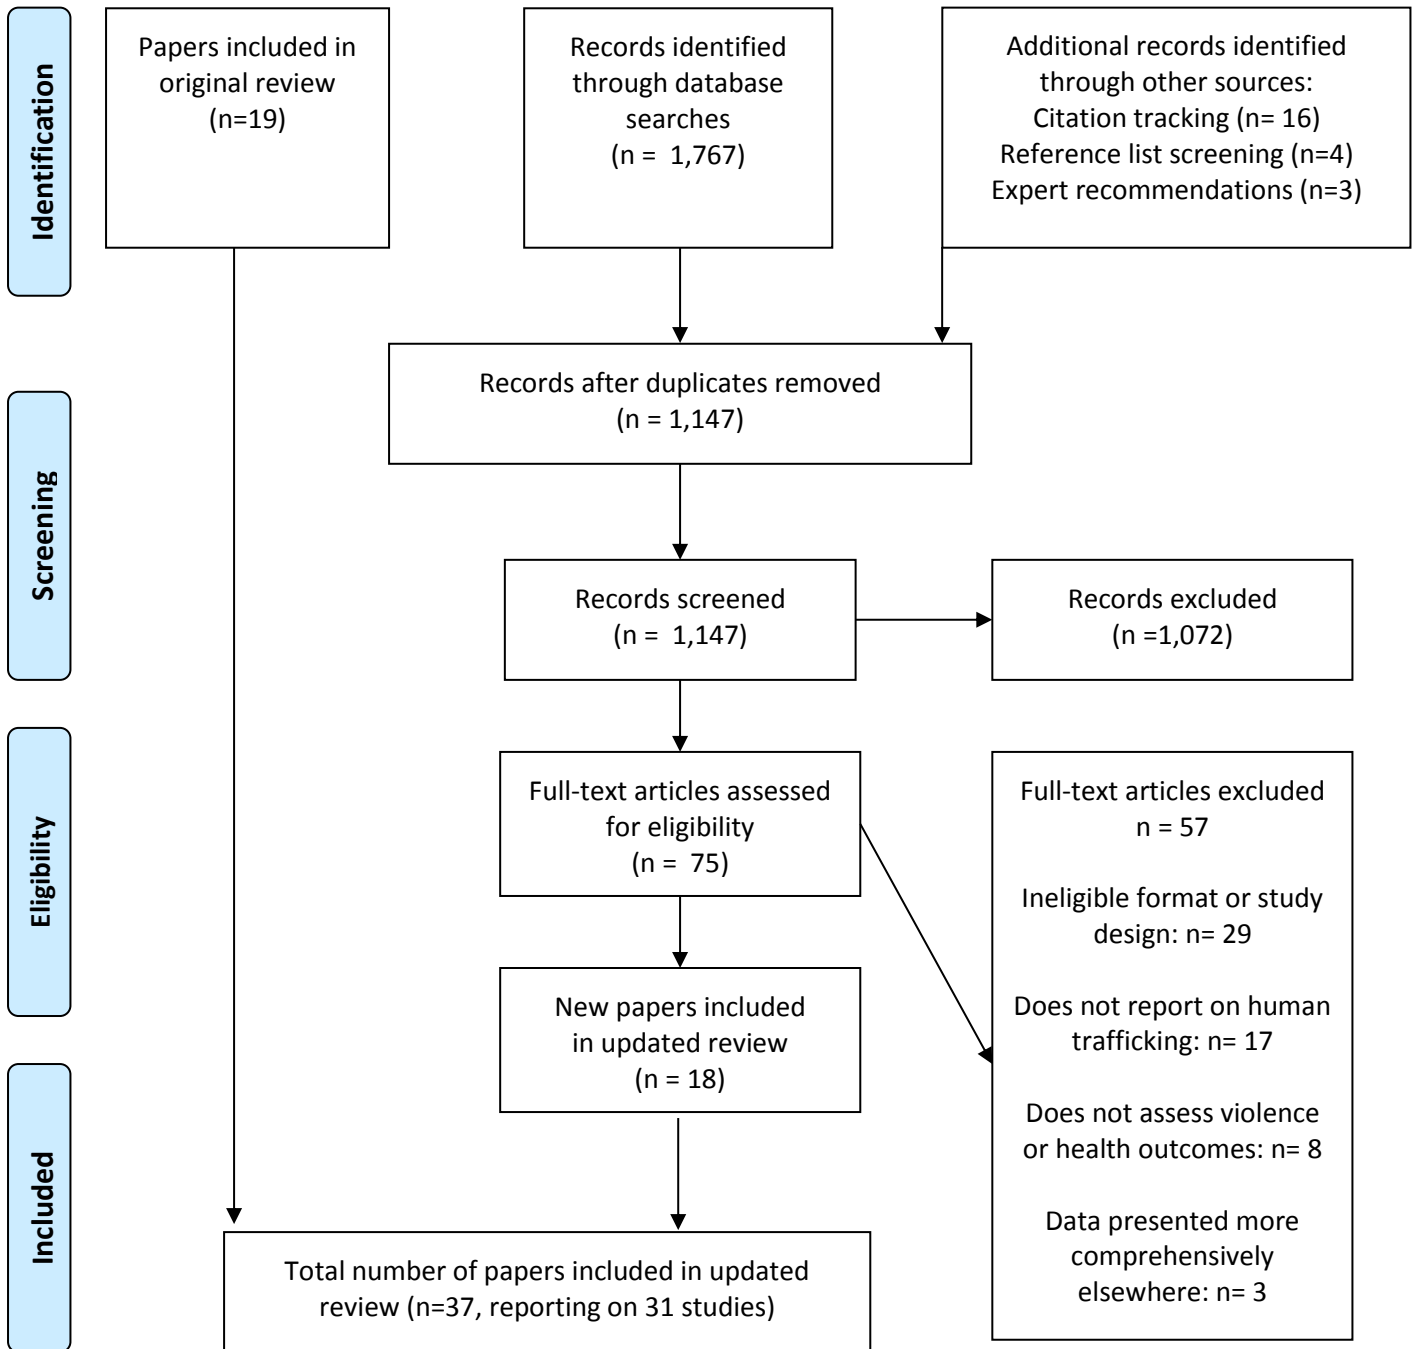 Identification
Papers included in
original review
(n=19)
Records identified
through database
searches
(n =  1,767)
Additional records identified
through other sources:
Citation tracking (n= 16)
Reference list screening (n=4)
Expert recommendations (n=3)
Records after duplicates removed
(n = 1,147)
Screening
Records screened
(n =  1,147)
Records excluded
(n =1,072)
Eligibility
Full-text articles assessed
for eligibility
(n =  75)
Full-text articles excluded
n = 57
Ineligible format or study
design: n= 29
Does not report on human
trafficking: n= 17
Does not assess violence
or health outcomes: n= 8
Data presented more
comprehensively
elsewhere: n= 3
New papers included
in updated review
(n = 18)
Included
Total number of papers included in updated
review (n=37, reporting on 31 studies)